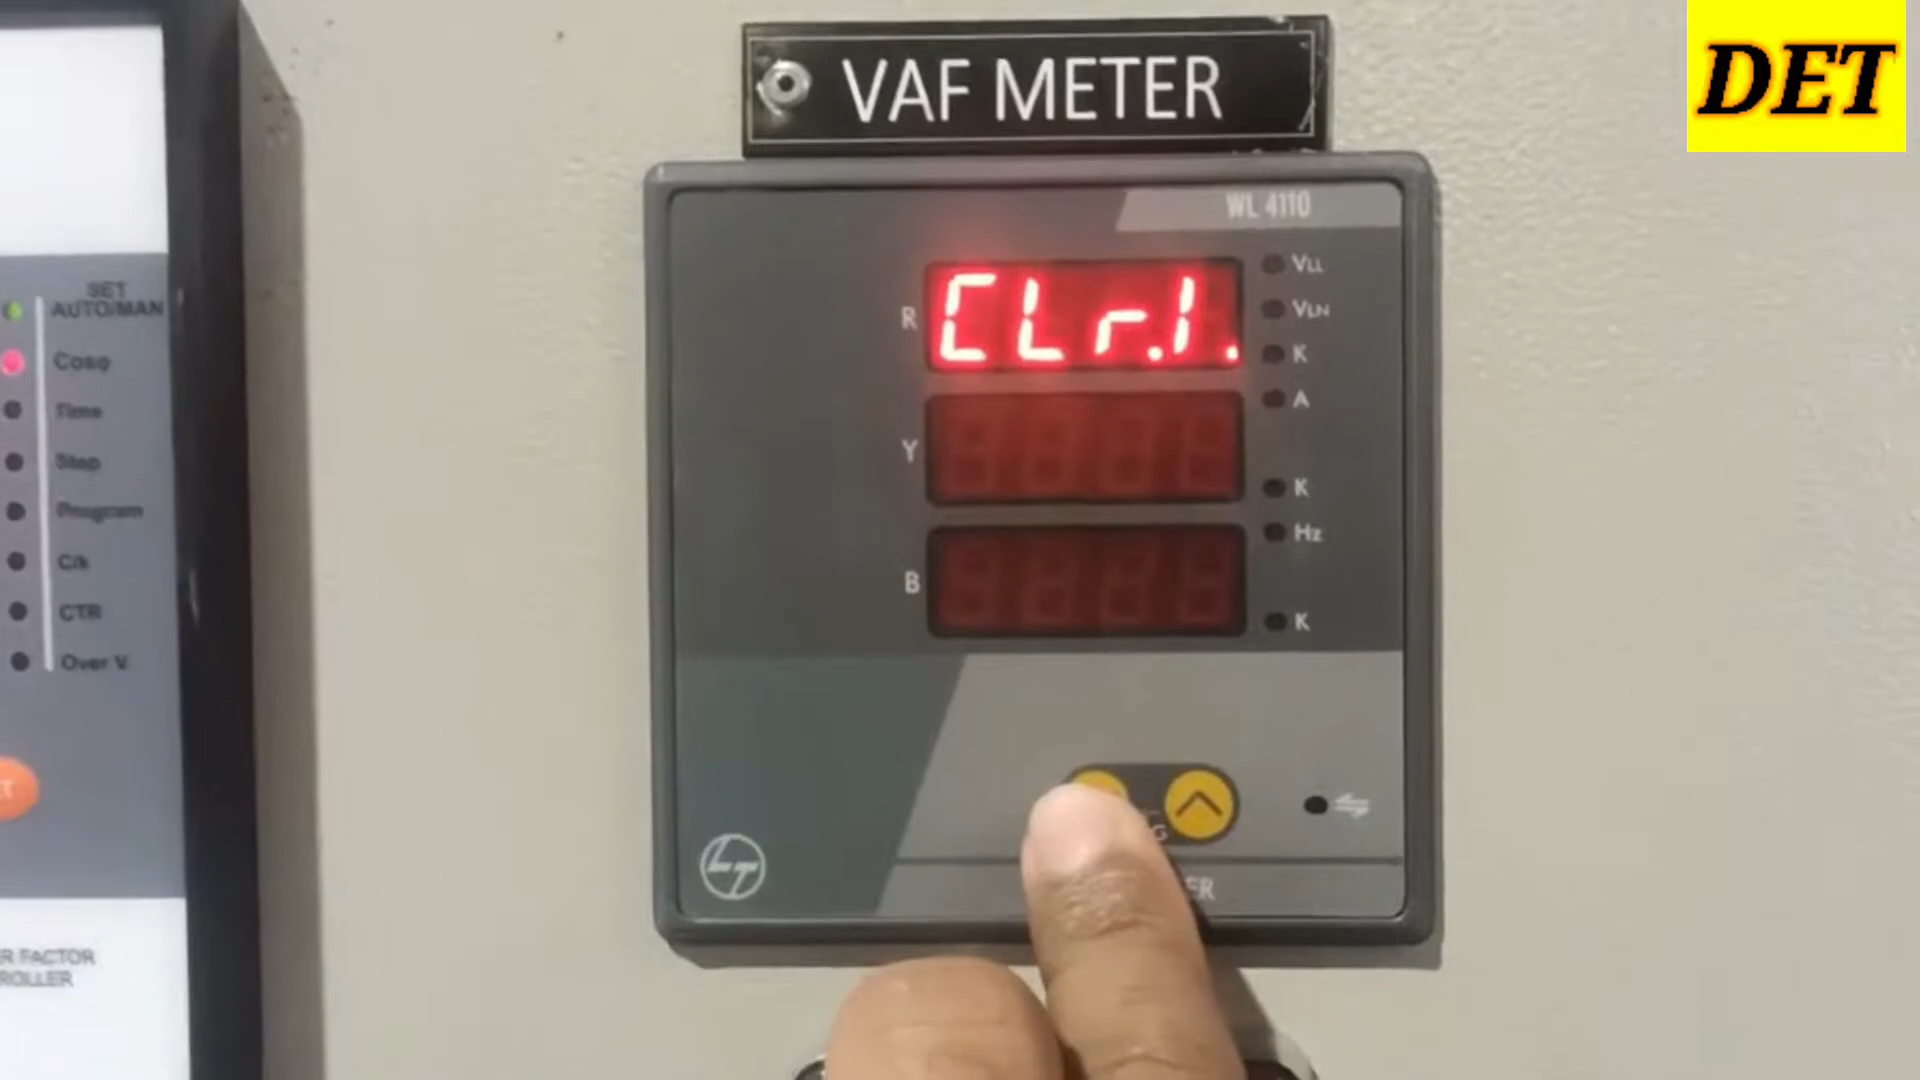 VAF METER
DET
WL 4110
VLL
R
CLr.1.
VLN
K
A
Y
K
Hz
B
K
SET
AUTO/MAN
Cosφ
Time
Step
Program
C/k
CTR
Over V
R FACTOR
ROLLER
ER